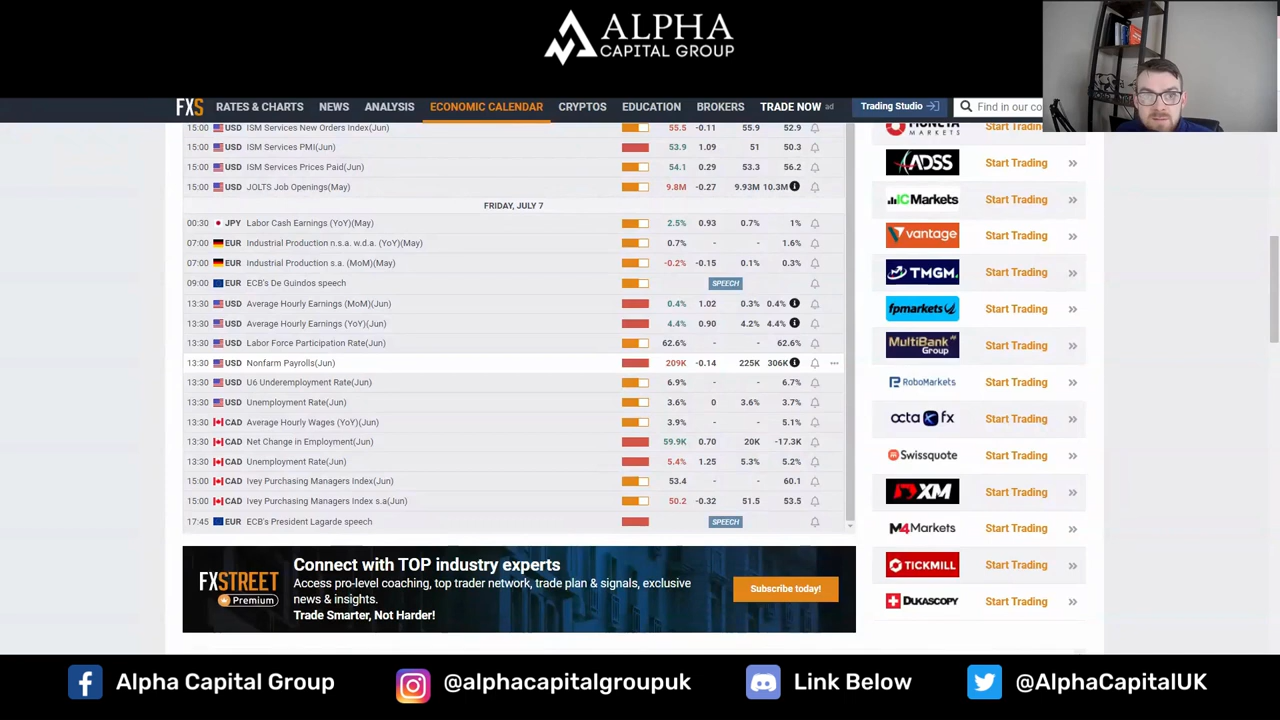 ALPHA
CAPITAL GROUP
FXS RATES & CHARTS NEWS ANALYSIS ECONOMIC CALENDAR CRYPTOS EDUCATION BROKERS TRADE NOW ad Trading Studio Find in our co
15:00 USD ISM Services New Orders Index(Jun) 55.5 -0.11 55.9 52.9
15:00 USD ISM Services PMI(Jun) 53.9 1.09 51 50.3
15:00 USD ISM Services Prices Paid(Jun) 54.1 0.29 53.3 56.2
15:00 USD JOLTS Job Openings(May) 9.8M -0.27 9.93M 10.3M
FRIDAY, JULY 7
00:30 JPY Labor Cash Earnings (YoY)(May) 2.5% 0.93 0.7% 1%
07:00 EUR Industrial Production n.s.a. w.d.a. (YoY)(May) 0.7% - - 1.6%
07:00 EUR Industrial Production s.a. (MoM)(May) -0.2% -0.15 0.1% 0.3%
09:00 EUR ECB's De Guindos speech SPEECH
13:30 USD Average Hourly Earnings (MoM)(Jun) 0.4% 1.02 0.3% 0.4%
13:30 USD Average Hourly Earnings (YoY)(Jun) 4.4% 0.90 4.2% 4.4%
13:30 USD Labor Force Participation Rate(Jun) 62.6% - - 62.6%
13:30 USD Nonfarm Payrolls(Jun) 209K -0.14 225K 306K
13:30 USD U6 Underemployment Rate(Jun) 6.9% - - 6.7%
13:30 USD Unemployment Rate(Jun) 3.6% 0 3.6% 3.7%
13:30 CAD Average Hourly Wages (YoY)(Jun) 3.9% - - 5.1%
13:30 CAD Net Change in Employment(Jun) 59.9K 0.70 20K -17.3K
13:30 CAD Unemployment Rate(Jun) 5.4% 1.25 5.3% 5.2%
15:00 CAD Ivey Purchasing Managers Index(Jun) 53.4 - - 60.1
15:00 CAD Ivey Purchasing Managers Index s.a(Jun) 50.2 -0.32 51.5 53.5
17:45 EUR ECB's President Lagarde speech SPEECH
MARKETS Start Trading
ADSS Start Trading
IC Markets Start Trading
vantage Start Trading
TMGM Start Trading
fpmarkets Start Trading
MultiBank Group Start Trading
ROBOMARKETS Start Trading
octa fx Start Trading
Swissquote Start Trading
XM Start Trading
M4Markets Start Trading
TICKMILL Start Trading
DUKASCOPY Start Trading
FXSTREET
Premium
Connect with TOP industry experts
Access pro-level coaching, top trader network, trade plan & signals, exclusive
news & insights.
Trade Smarter, Not Harder!
Subscribe today!
Alpha Capital Group @alphacapitalgroupuk Link Below @AlphaCapitalUK